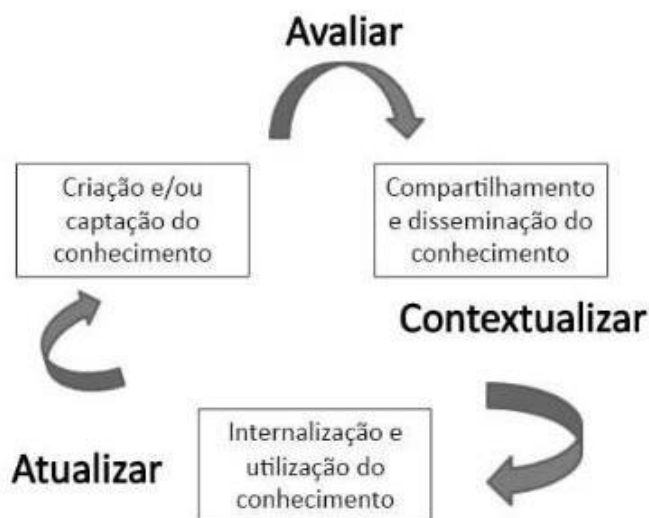 Avaliar
Criação e/ou
captação do
conhecimento
Compartilhamento
e disseminação do
conhecimento
Contextualizar
Internalização e
utilização do
conhecimento
Atualizar